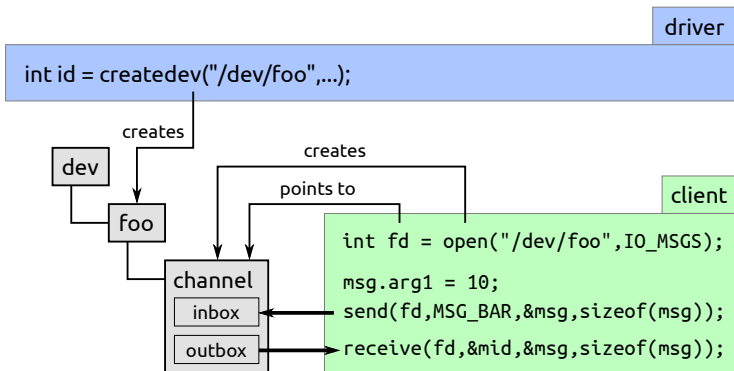 driver
int id = createdev("/dev/foo",...);
creates
dev
creates
points to
client
foo
int fd = open("/dev/foo",IO_MSGS);
channel
msg.arg1 = 10;
inbox
send(fd,MSG_BAR,&msg,sizeof(msg));
outbox
receive(fd,&mid,&msg,sizeof(msg));